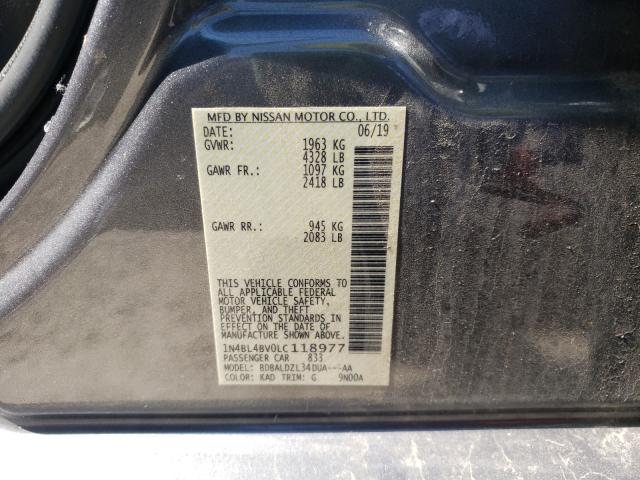 MFD BY NISSAN MOTOR CO., LTD.
DATE: 06/19
GVWR: 1963 KG
4328 LB
GAWR FR.: 1097 KG
2418 LB
GAWR RR.: 945 KG
2083 LB
THIS VEHICLE CONFORMS TO
ALL APPLICABLE FEDERAL
MOTOR VEHICLE SAFETY,
BUMPER, AND THEFT
PREVENTION STANDARDS IN
EFFECT ON THE DATE OF
MANUFACTURE SHOWN ABOVE.
1N4BL4BV0LC118977
PASSENGER CAR 833
MODEL: BDBALDZL34DUA---AA
COLOR: KAD TRIM: G 9N00A